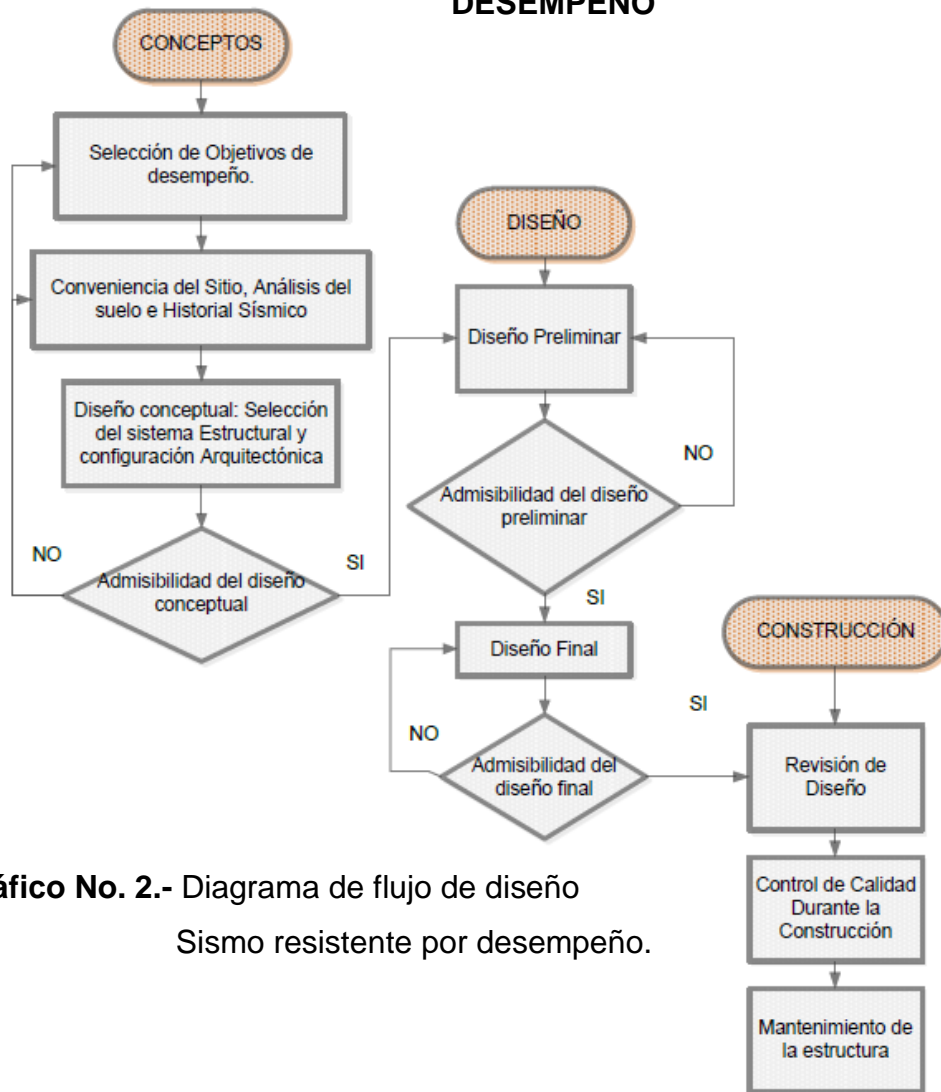 DESEMPEÑO
CONCEPTOS
Selección de Objetivos de
desempeño.
Conveniencia del Sitio, Análisis del
suelo e Historial Sísmico
Diseño conceptual: Selección
del sistema Estructural y
configuración Arquitectónica
NO
Admisibilidad del diseño
conceptual
SI
DISEÑO
Diseño Preliminar
NO
Admisibilidad del diseño
preliminar
SI
Diseño Final
NO
Admisibilidad del
diseño final
SI
CONSTRUCCIÓN
Revisión de
Diseño
Control de Calidad
Durante la
Construcción
Mantenimiento de
la estructura
áfico No. 2.- Diagrama de flujo de diseño
Sismo resistente por desempeño.